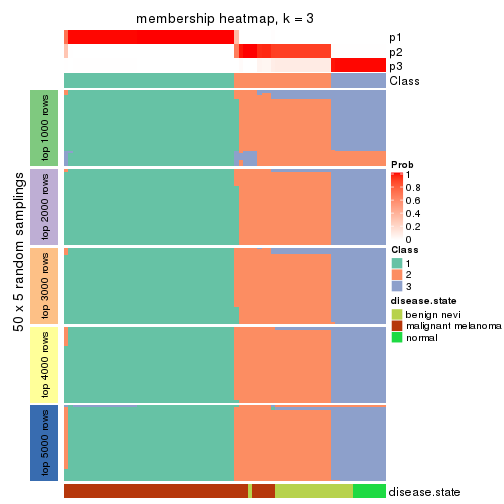 membership heatmap, k = 3
p1
p2
p3
Class
50 x 5 random samplings
top 1000 rows
top 2000 rows
top 3000 rows
top 4000 rows
top 5000 rows
Prob
1
0.8
0.6
0.4
0.2
0
Class
1
2
3
disease.state
benign nevi
malignant melanoma
normal
disease.state